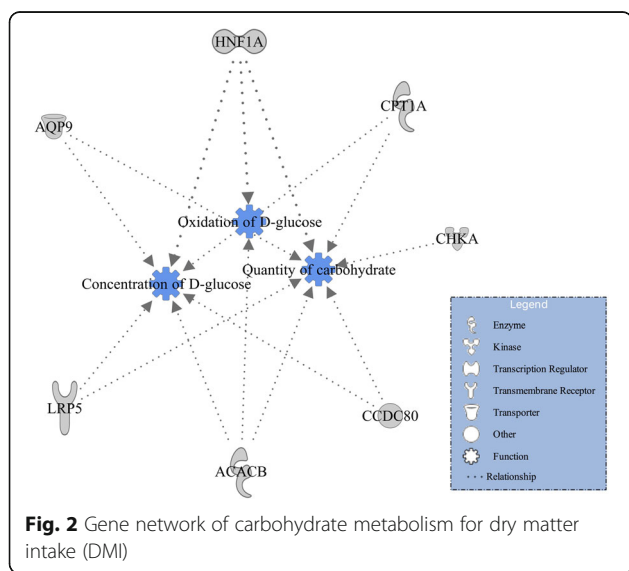 HNF1A
CPT1A
AQP9
Oxidation of D-glucose
CHKA
Quantity of carbohydrate
Concentration of D-glucose
Legend
Enzyme
Kinase
Transcription Regulator
Transmembrane Receptor
Transporter
Other
Function
Relationship
LRP5
CCDC80
ACACB
Fig. 2 Gene network of carbohydrate metabolism for dry matter
intake (DMI)